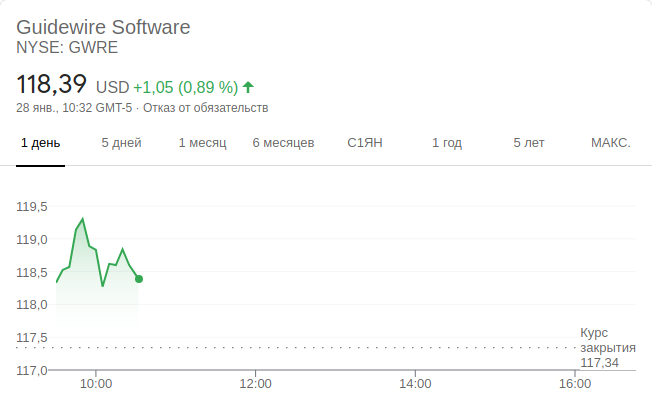 Guidewire Software
NYSE: GWRE
118,39 USD +1,05 (0,89 %)
28 янв., 10:32 GMT-5 · Отказ от обязательств
1 день 5 дней 1 месяц 6 месяцев С1ЯН 1 год 5 лет МАКС.
119,5
119,0
118,5
118,0
117,5
117,0
Курс
закрытия
117,34
10:00 12:00 14:00 16:00